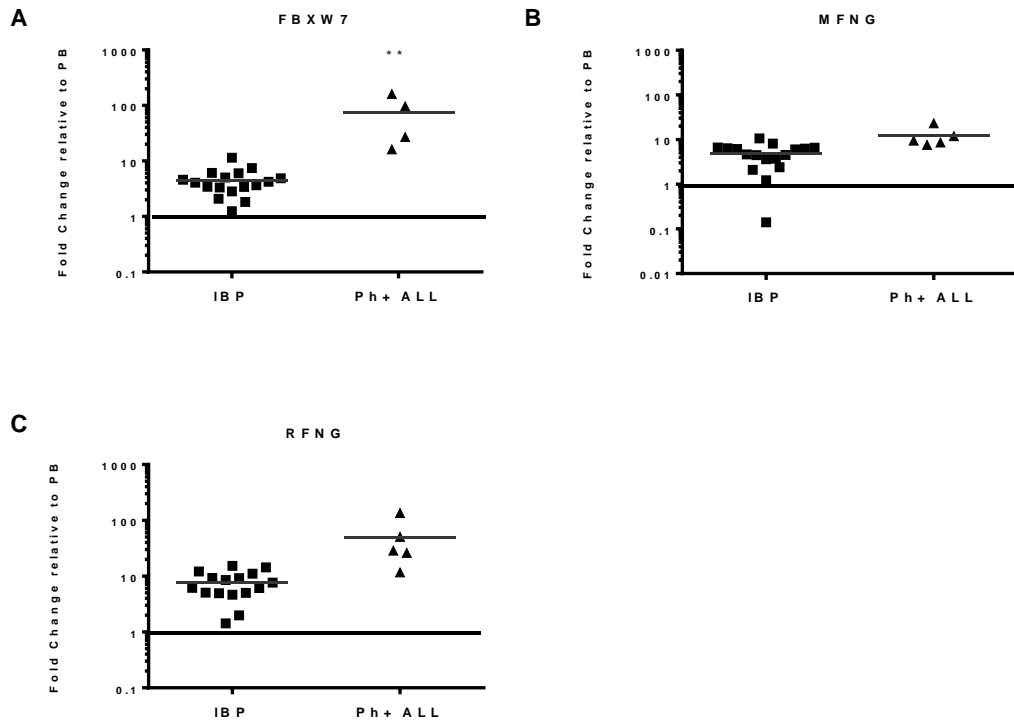 A
FBXW7
Fold Change relative to PB
1000
100
10
1
0.1
**
IBP
Ph+ ALL
B
MFNG
Fold Change relative to PB
1000
100
10
1
0.1
0.01
IBP
Ph+ ALL
C
RFNG
Fold Change relative to PB
1000
100
10
1
0.1
IBP
Ph+ ALL